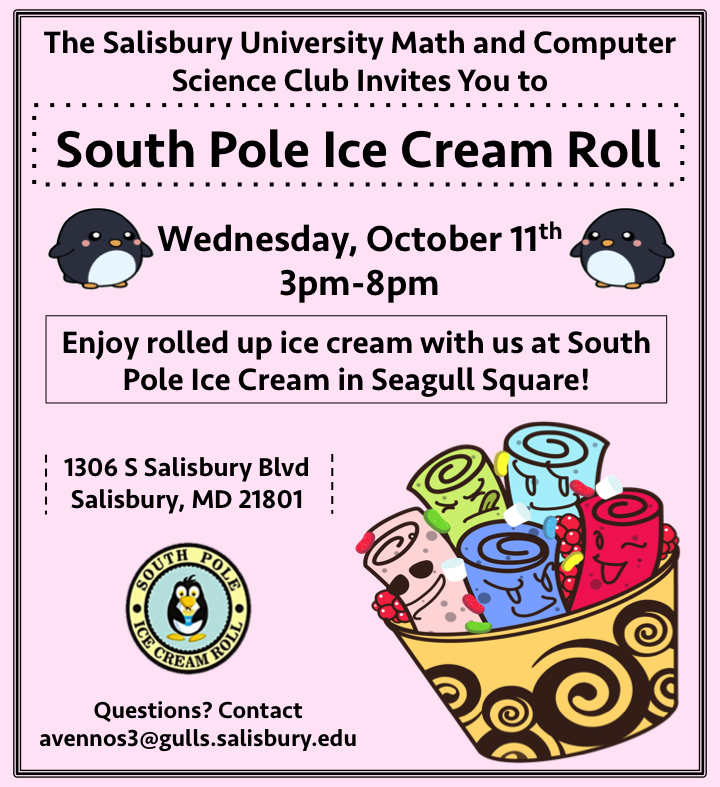 The Salisbury University Math and Computer
Science Club Invites You to
South Pole Ice Cream Roll
Wednesday, October 11th
3pm-8pm
Enjoy rolled up ice cream with us at South
Pole Ice Cream in Seagull Square!
1306 S Salisbury Blvd
Salisbury, MD 21801
SOUTH POLE
ICE CREAM ROLL
Questions? Contact
avennos3@gulls.salisbury.edu